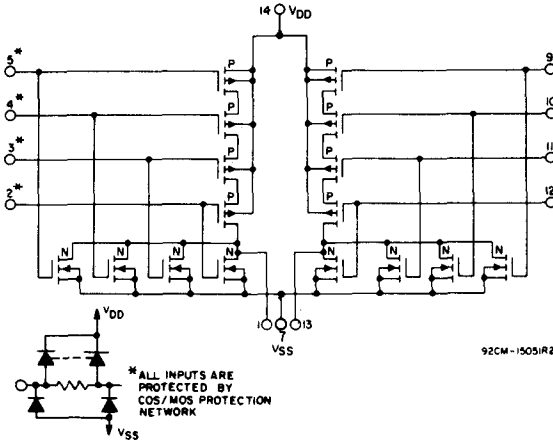 14 VDD
5* P P 9
4* P P 10
3* P P 11
2* P P 12
N N N N N N N N
1 7 13
VSS
92CM-15051R2
VDD
* ALL INPUTS ARE
PROTECTED BY
COS/MOS PROTECTION
NETWORK
VSS